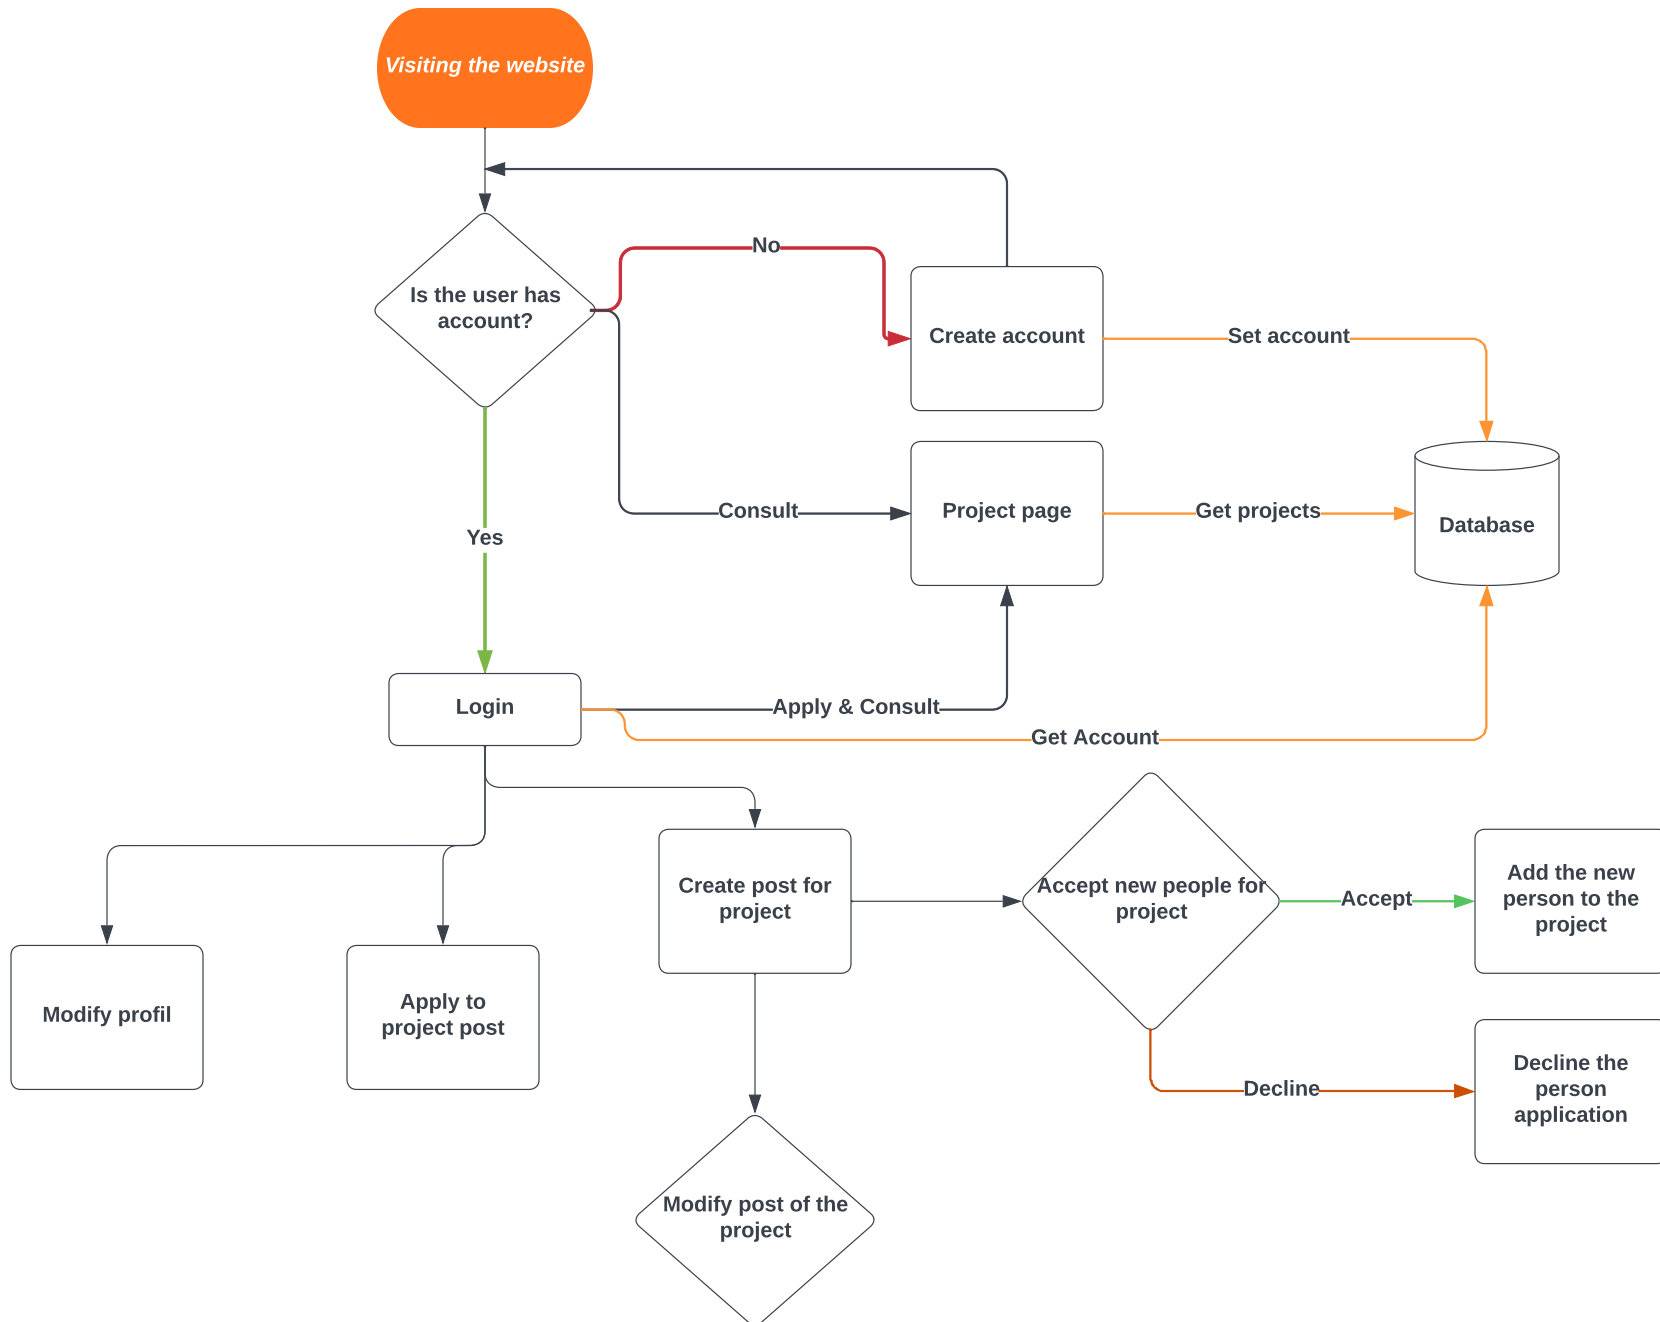 Visiting the website
No
Is the user has
account?
Create account
Set account
Consult
Project page
Get projects
Database
Yes
Login
Apply & Consult
Get Account
Create post for
project
Accept new people for
project
Accept
Add the new
person to the
project
Modify profil
Apply to
project post
Decline
Decline the
person
application
Modify post of the
project